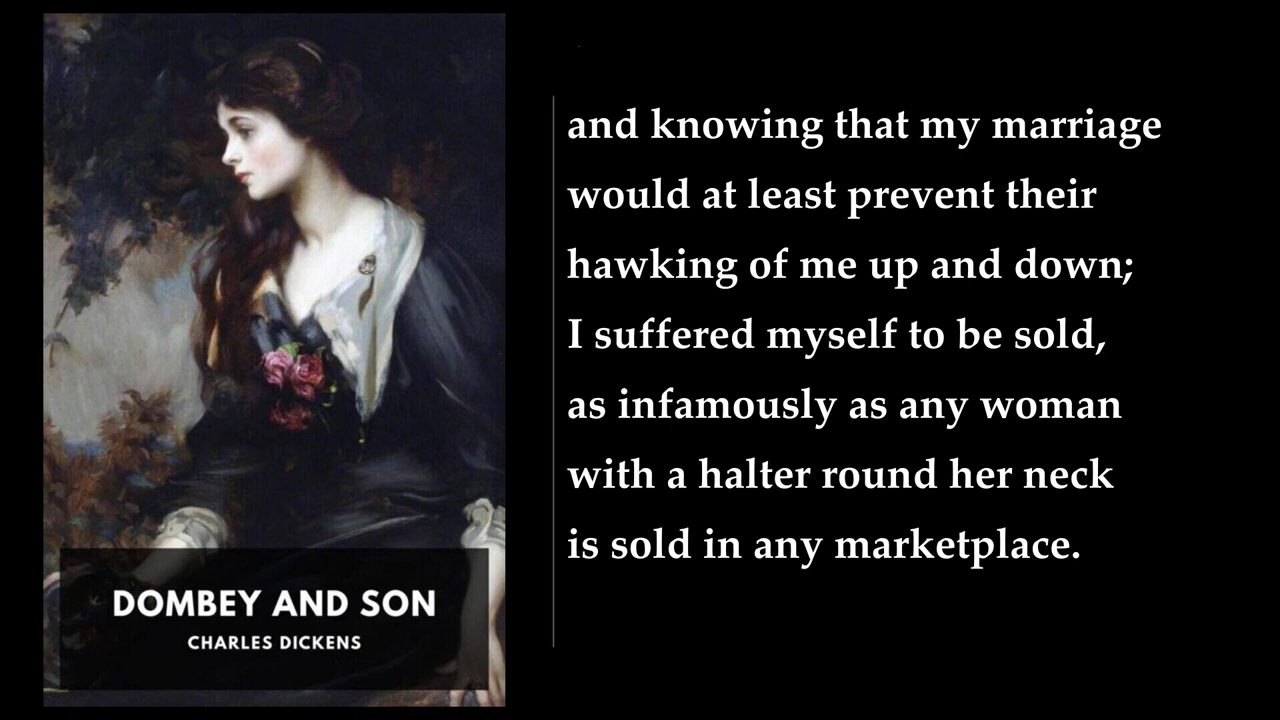 and knowing that my marriage
would at least prevent their
hawking of me up and down;
I suffered myself to be sold,
as infamously as any woman
with a halter round her neck
is sold in any marketplace.
DOMBEY AND SON
CHARLES DICKENS